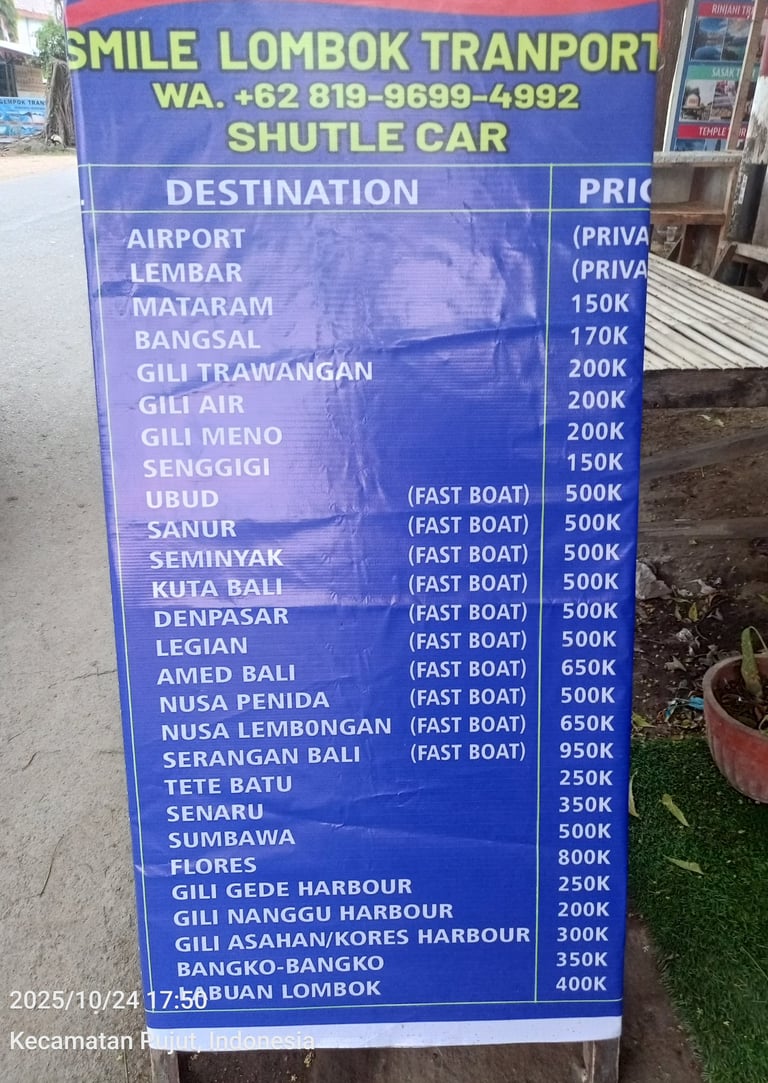 SMILE LOMBOK TRANPORT
WA. +62 819-9699-4992
SHUTLE CAR
DESTINATION PRIC
AIRPORT (PRIVA
LEMBAR (PRIVA
MATARAM 150K
BANGSAL 170K
GILI TRAWANGAN 200K
GILI AIR 200K
GILI MENO 200K
SENGGIGI 150K
UBUD (FAST BOAT) 500K
SANUR (FAST BOAT) 500K
SEMINYAK (FAST BOAT) 500K
KUTA BALI (FAST BOAT) 500K
DENPASAR (FAST BOAT) 500K
LEGIAN (FAST BOAT) 500K
AMED BALI (FAST BOAT) 650K
NUSA PENIDA (FAST BOAT) 500K
NUSA LEMBONGAN (FAST BOAT) 650K
SERANGAN BALI (FAST BOAT) 950K
TETE BATU 250K
SENARU 350K
SUMBAWA 500K
FLORES 800K
GILI GEDE HARBOUR 250K
GILI NANGGU HARBOUR 200K
GILI ASAHAN/KORES HARBOUR 300K
BANGKO-BANGKO 350K
LABUAN LOMBOK 400K
2025/10/24 17:50
Kecamatan Pujut, Indonesia
RINJANI TR
SASAK T
TEMPLE